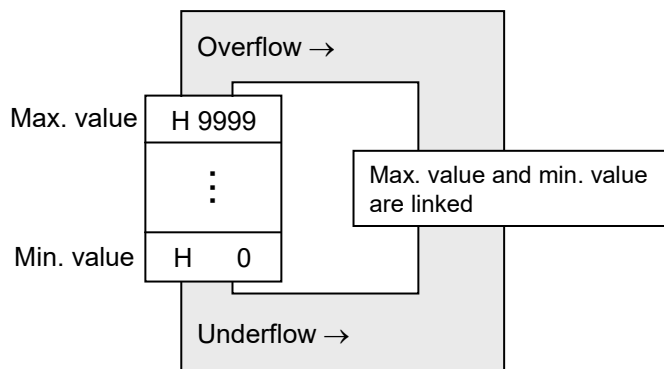 Overflow →
Max. value H 9999
⋮
Max. value and min. value
are linked
Min. value H 0
Underflow →